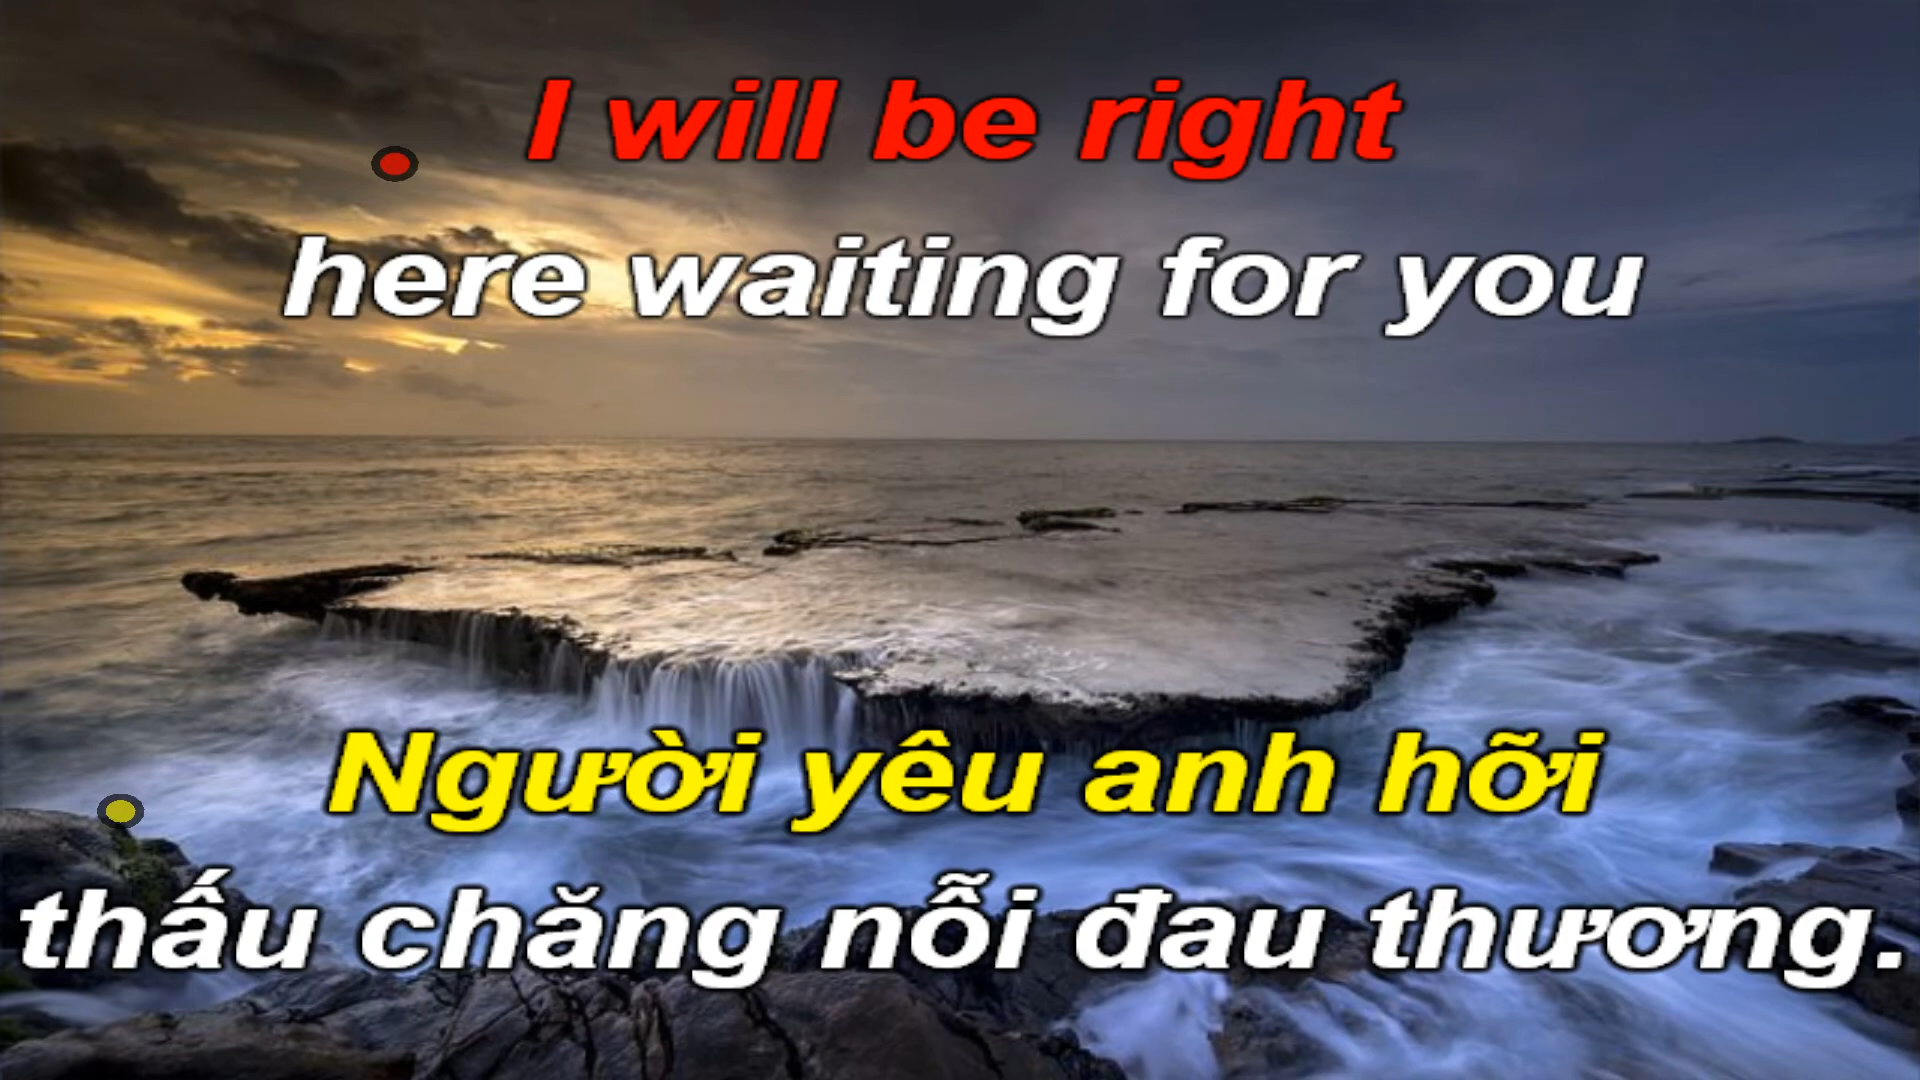 I will be right
here waiting for you
Người yêu anh hỡi
thấu chăng nỗi đau thương.